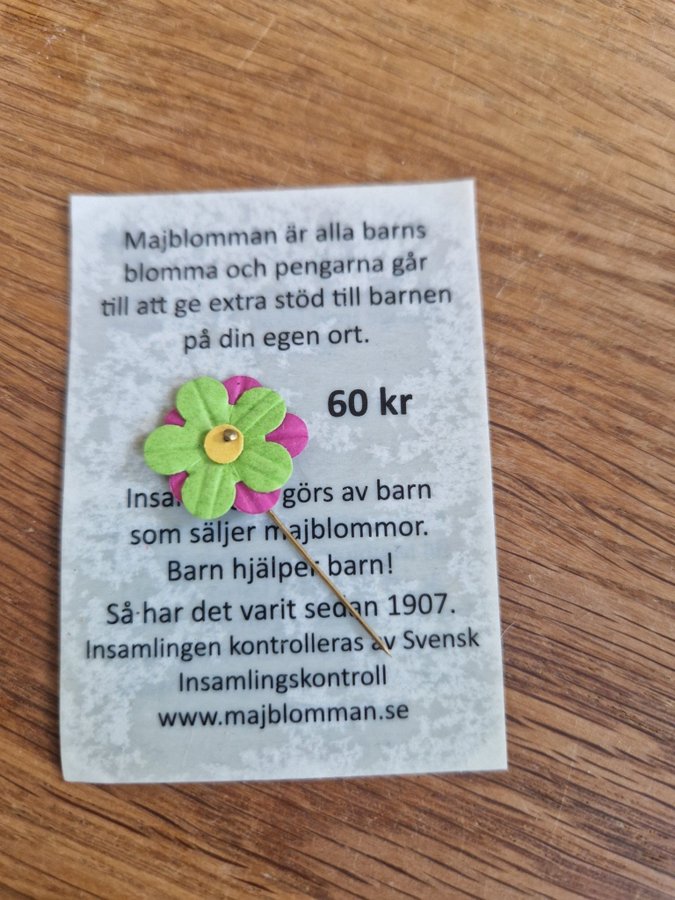 Majblomman är alla barns
blomma och pengarna går
till att ge extra stöd till barnen
på din egen ort.
60 kr
görs av barn
som säljer majblommor.
Barn hjälper barn!
Så har det varit sedan 1907.
Insamlingen kontrolleras av Svensk
Insamlingskontroll
www.majblomman.se